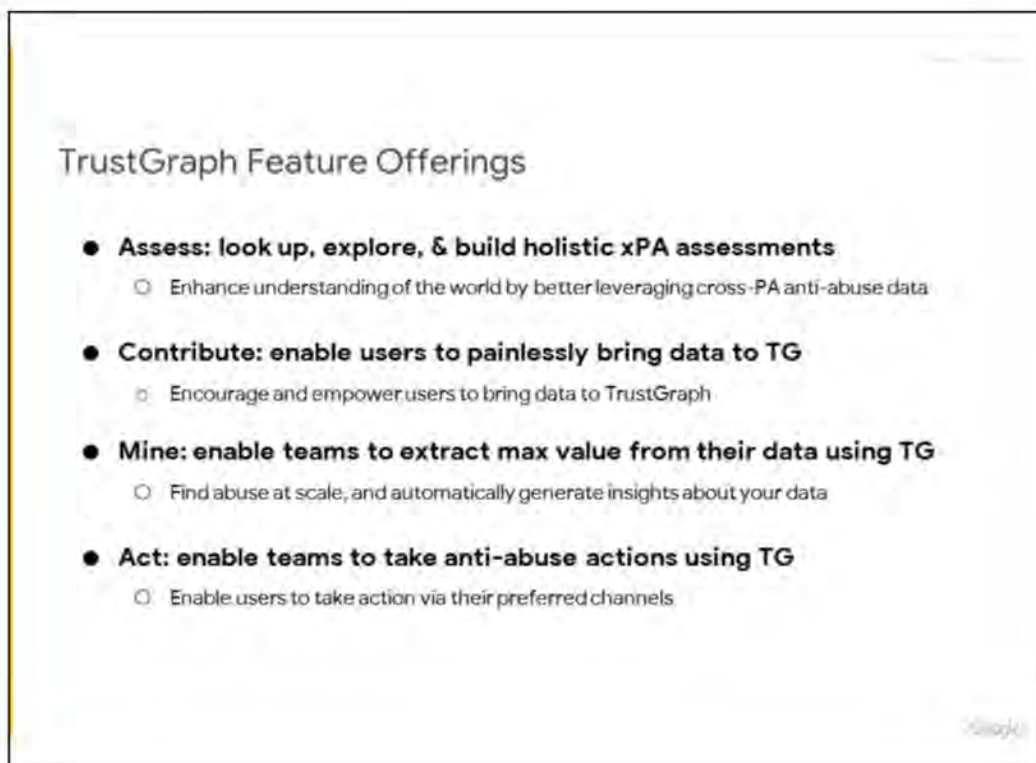 TrustGraph Feature Offerings
● Assess: look up, explore, & build holistic xPA assessments
○ Enhance understanding of the world by better leveraging cross-PA anti-abuse data
● Contribute: enable users to painlessly bring data to TG
○ Encourage and empower users to bring data to TrustGraph
● Mine: enable teams to extract max value from their data using TG
○ Find abuse at scale, and automatically generate insights about your data
● Act: enable teams to take anti-abuse actions using TG
○ Enable users to take action via their preferred channels